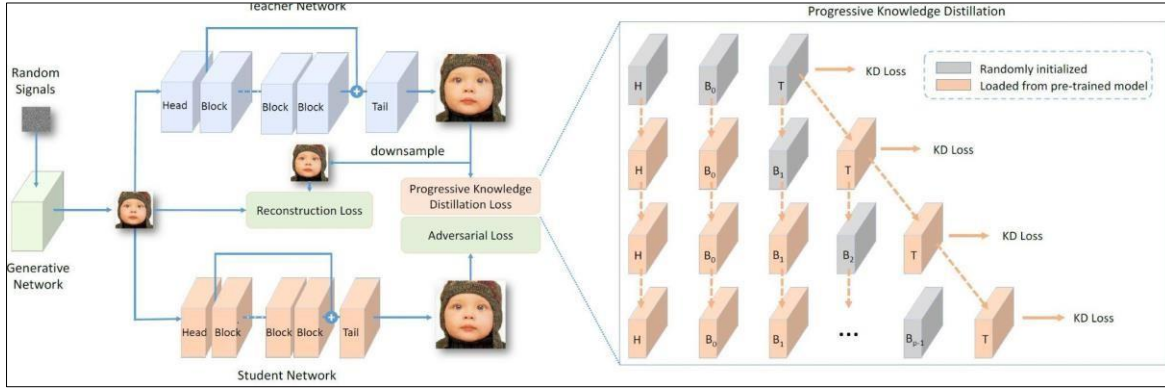 Teacher Network
Random
Signals
Head
Block
Block
Block
Tail
downsample
Progressive Knowledge
Distillation Loss
Reconstruction Loss
Adversarial Loss
Generative
Network
Head
Block
Block
Block
Tail
Student Network
Progressive Knowledge Distillation
Randomly initialized
Loaded from pre-trained model
H
B0
T
KD Loss
H
B0
B1
T
KD Loss
H
B0
B1
B2
T
KD Loss
H
B0
B1
...
Bp-1
T
KD Loss